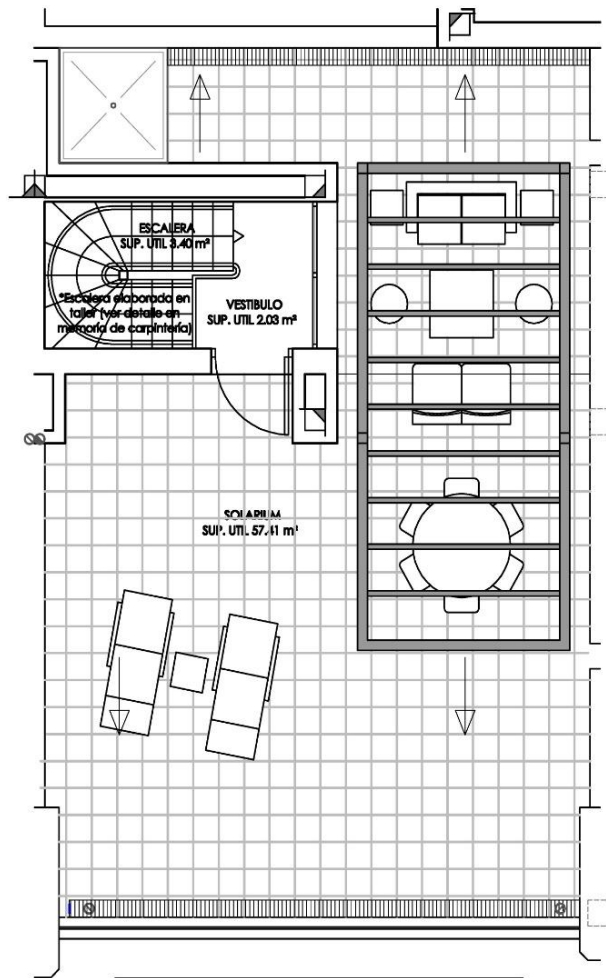 ESCALERA
SUP. UTIL 3.40 m²
*Escalera elaborada en
taller (ver detalle en
memoria de carpintería)
VESTIBULO
SUP. UTIL 2.03 m²
SOLARIUM
SUP. UTIL 57.41 m²